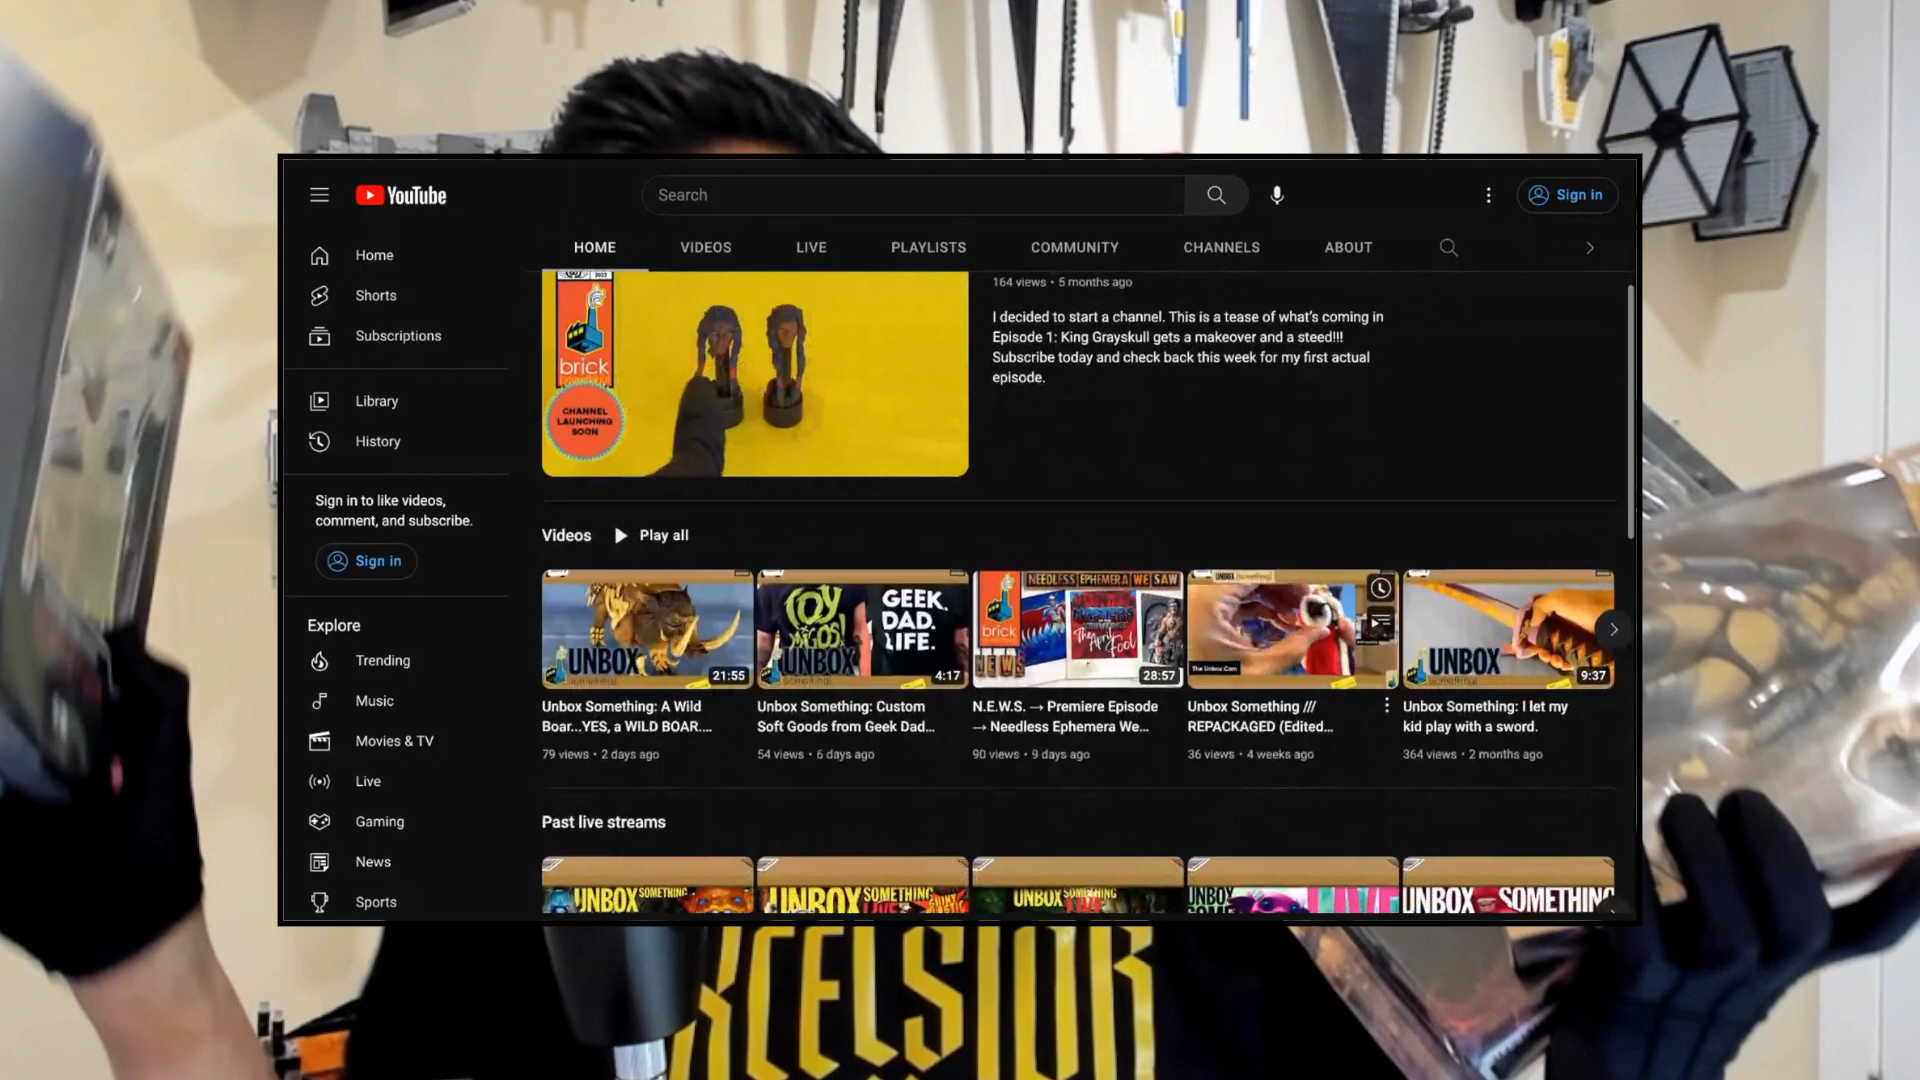 YouTube
Search
Sign in
Home
Shorts
Subscriptions
Library
History
Sign in to like videos,
comment, and subscribe.
Sign in
Explore
Trending
Music
Movies & TV
Live
Gaming
News
Sports
HOME
VIDEOS
LIVE
PLAYLISTS
COMMUNITY
CHANNELS
ABOUT
2022
brick
CHANNEL
LAUNCHING
SOON
164 views • 5 months ago
I decided to start a channel. This is a tease of what's coming in
Episode 1: King Grayskull gets a makeover and a steed!!!
Subscribe today and check back this week for my first actual
episode.
Videos
Play all
UNBOX
[something]
21:55
Unbox Something: A Wild
Boar...YES, a WILD BOAR....
79 views • 2 days ago
GEEK.
DAD.
LIFE.
UNBOX
[something]
4:17
Unbox Something: Custom
Soft Goods from Geek Dad...
54 views • 6 days ago
NEEDLESS EPHEMERA WE SAW
brick
NEWS
The April Fool
28:57
N.E.W.S. → Premiere Episode
→ Needless Ephemera We...
90 views • 9 days ago
UNBOX [something]
The Unbox Cam
Unbox Something ///
REPACKAGED (Edited...
36 views • 4 weeks ago
UNBOX
[something]
9:37
Unbox Something: I let my
kid play with a sword.
364 views • 2 months ago
Past live streams
UNBOX SOMETHING
UNBOX SOMETHING
LIVE
UNBOX SOMETHING
UNBOX
LIVE
UNBOX SOMETHING
XCELSIOR